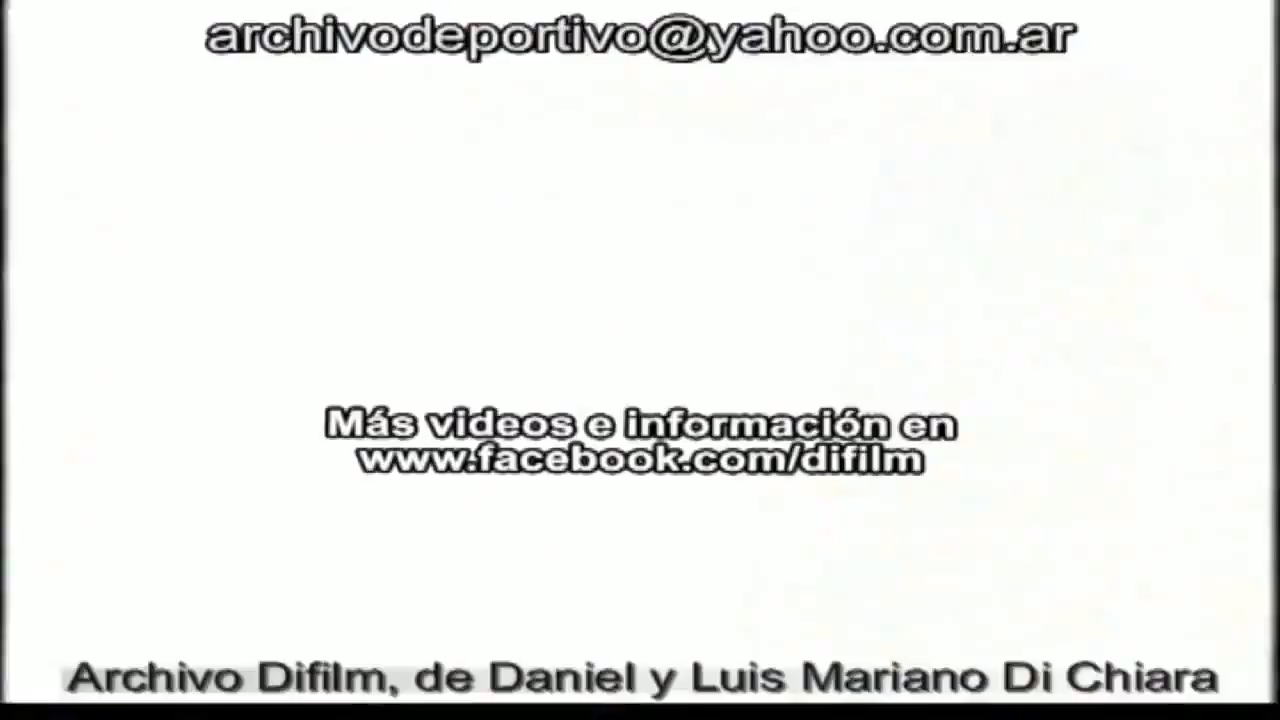 archivodeportivo@yahoo.com.ar
Más videos e información en
www.facebook.com/difilm
Archivo Difilm, de Daniel y Luis Mariano Di Chiara